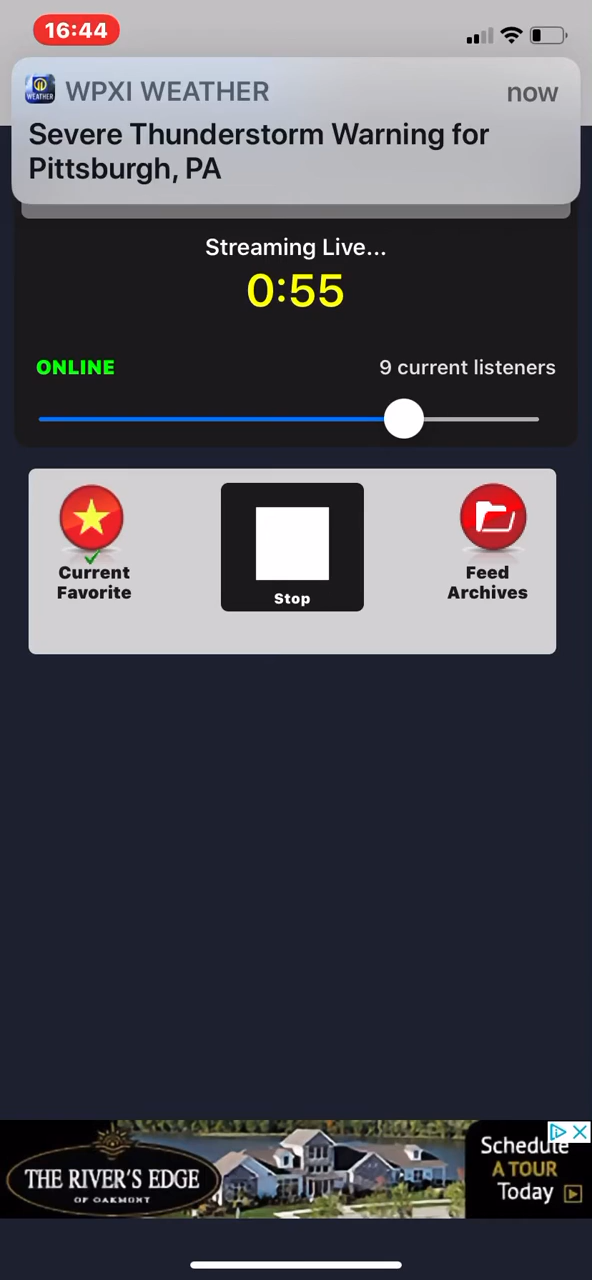 16:44
WEATHER
WPXI WEATHER
now
Severe Thunderstorm Warning for
Pittsburgh, PA
Streaming Live...
0:55
ONLINE
9 current listeners
Current
Favorite
Stop
Feed
Archives
THE RIVER'S EDGE
OF OAKMONT
Schedule
A TOUR
Today